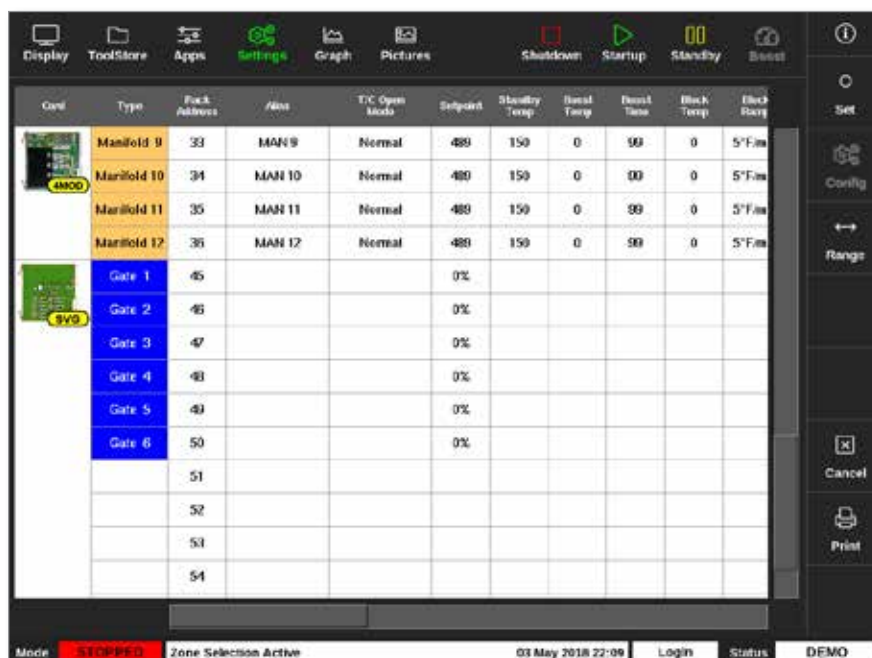 Display ToolStore Apps Settings Graph Pictures Shutdown Startup Standby Boost
Set
Config
Range
Cancel
Print
Card Type Rack Address Alias T/C Open Mode Setpoint Standby Temp Boost Temp Boost Time Block Temp
4MOD
Manifold 9 33 MAN 9 Normal 489 150 0 99 0 5°F/m
Manifold 10 34 MAN 10 Normal 489 150 0 0 5°F/m
Manifold 11 35 MAN 11 Normal 489 150 0 99 0 5°F/m
Manifold 12 36 MAN 12 Normal 489 150 0 99 0 5°F/m
SVG
Gate 1 45 0%
Gate 2 46 0%
Gate 3 47 0%
Gate 4 48 0%
Gate 5 49 0%
Gate 6 50 0%
51
52
53
54
Mode STOPPED Zone Selection Active 03 May 2018 22:09 Login Status DEMO